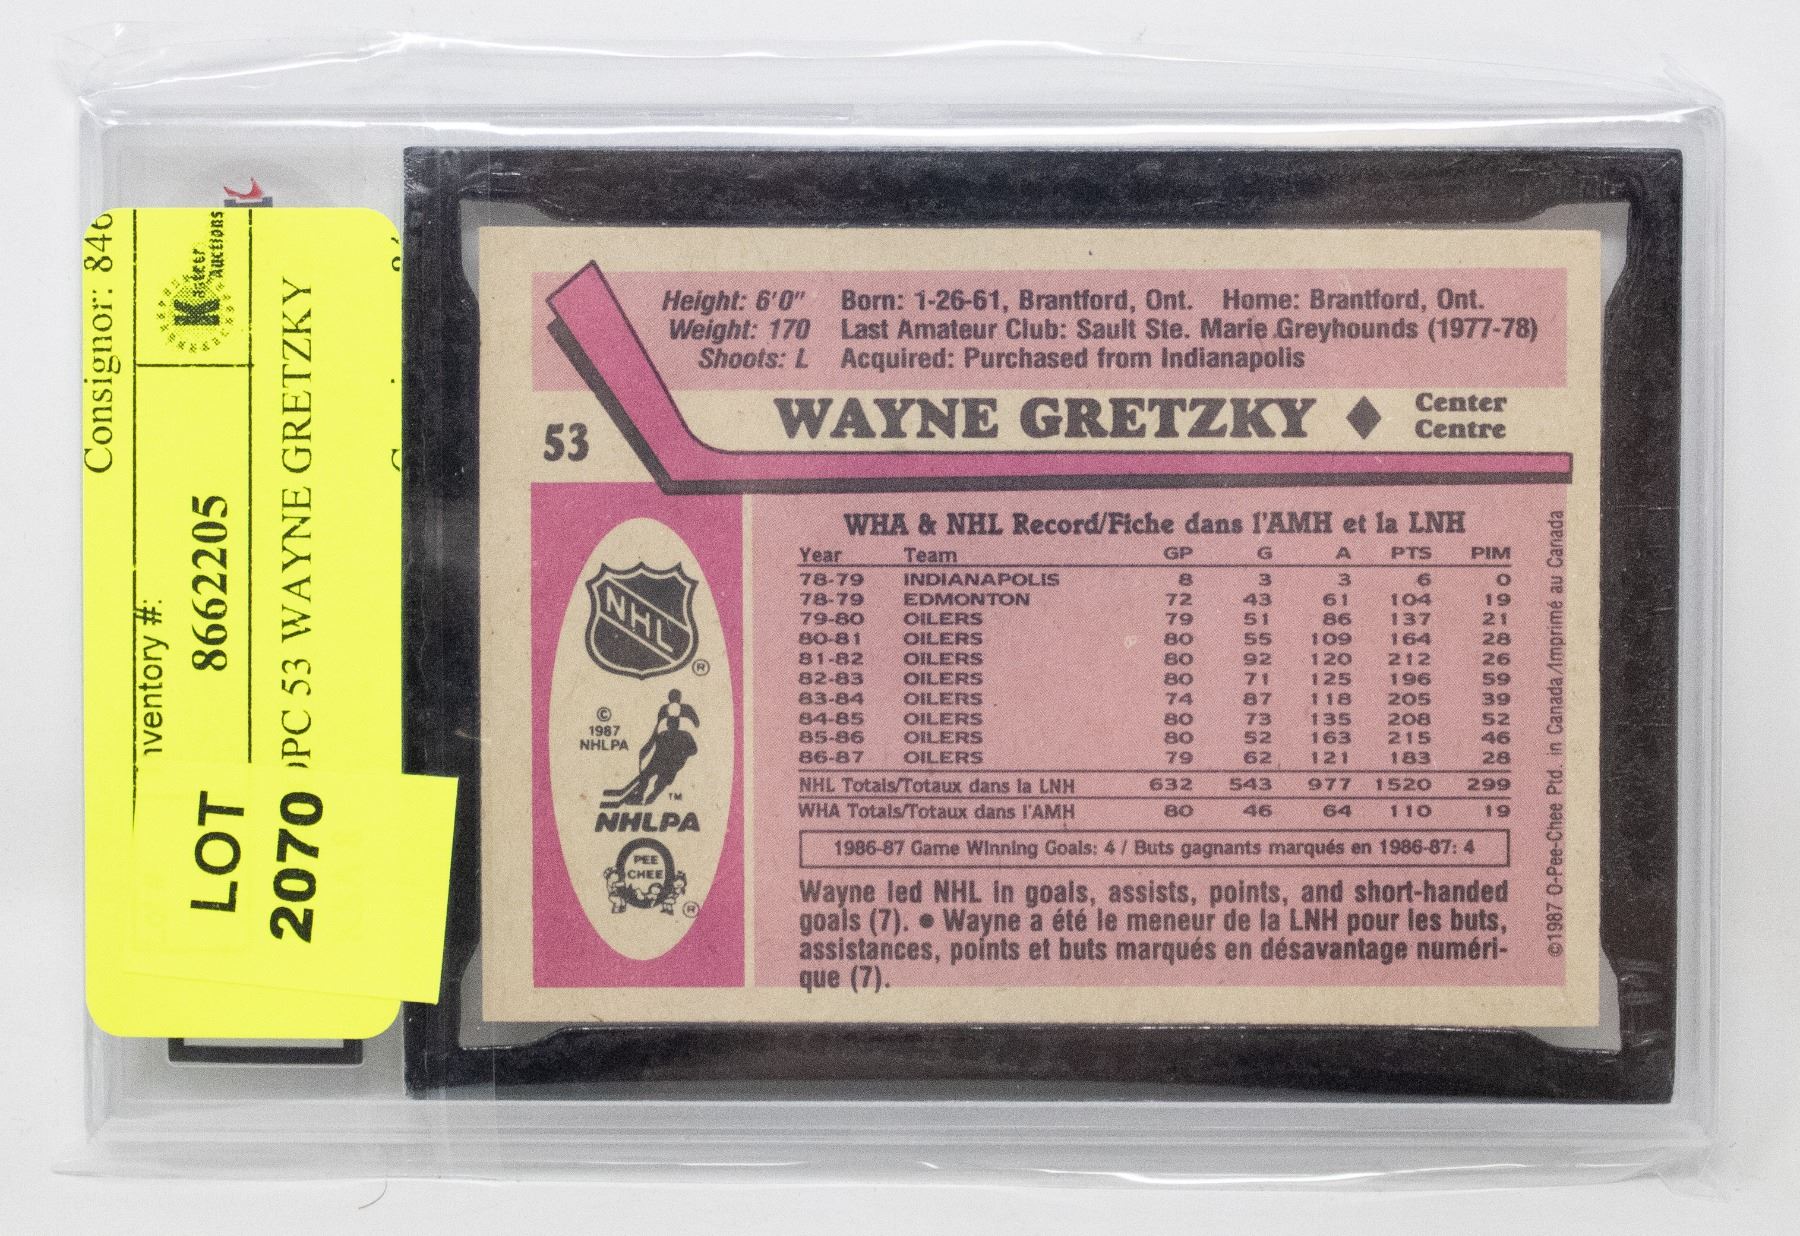 Consignor: 846
Kastner
Auctions
8662205
53 WAYNE GRETZKY
LOT
2070
Height: 6'0" Born: 1-26-61, Brantford, Ont. Home: Brantford, Ont.
Weight: 170 Last Amateur Club: Sault Ste. Marie Greyhounds (1977-78)
Shoots: L Acquired: Purchased from Indianapolis
53 WAYNE GRETZKY ♦ Center
Centre
NHL ®
© 1987 NHLPA
TM
NHLPA
O PEE CHEE ®
WHA & NHL Record/Fiche dans l'AMH et la LNH
Year Team GP G A PTS PIM
78-79 INDIANAPOLIS 8 3 3 6 0
78-79 EDMONTON 72 43 61 104 19
79-80 OILERS 79 51 86 137 21
80-81 OILERS 80 55 109 164 28
81-82 OILERS 80 92 120 212 26
82-83 OILERS 80 71 125 196 59
83-84 OILERS 74 87 118 205 39
84-85 OILERS 80 73 135 208 52
85-86 OILERS 80 52 163 215 46
86-87 OILERS 79 62 121 183 28
NHL Totals/Totaux dans la LNH 632 543 977 1520 299
WHA Totals/Totaux dans l'AMH 80 46 64 110 19
1986-87 Game Winning Goals: 4 / Buts gagnants marqués en 1986-87: 4
Wayne led NHL in goals, assists, points, and short-handed
goals (7). ● Wayne a été le meneur de la LNH pour les buts,
assistances, points et buts marqués en désavantage numéri-
que (7).
©1987 O-Pee-Chee Ptd. in Canada/Imprimé au Canada